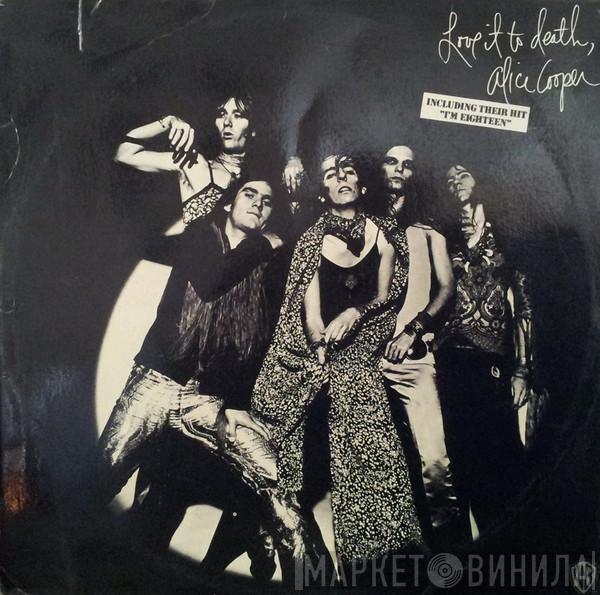 Love it to death,
Alice Cooper
INCLUDING THEIR HIT
"I'M EIGHTEEN"
МАРКЕТ ВИНИЛА